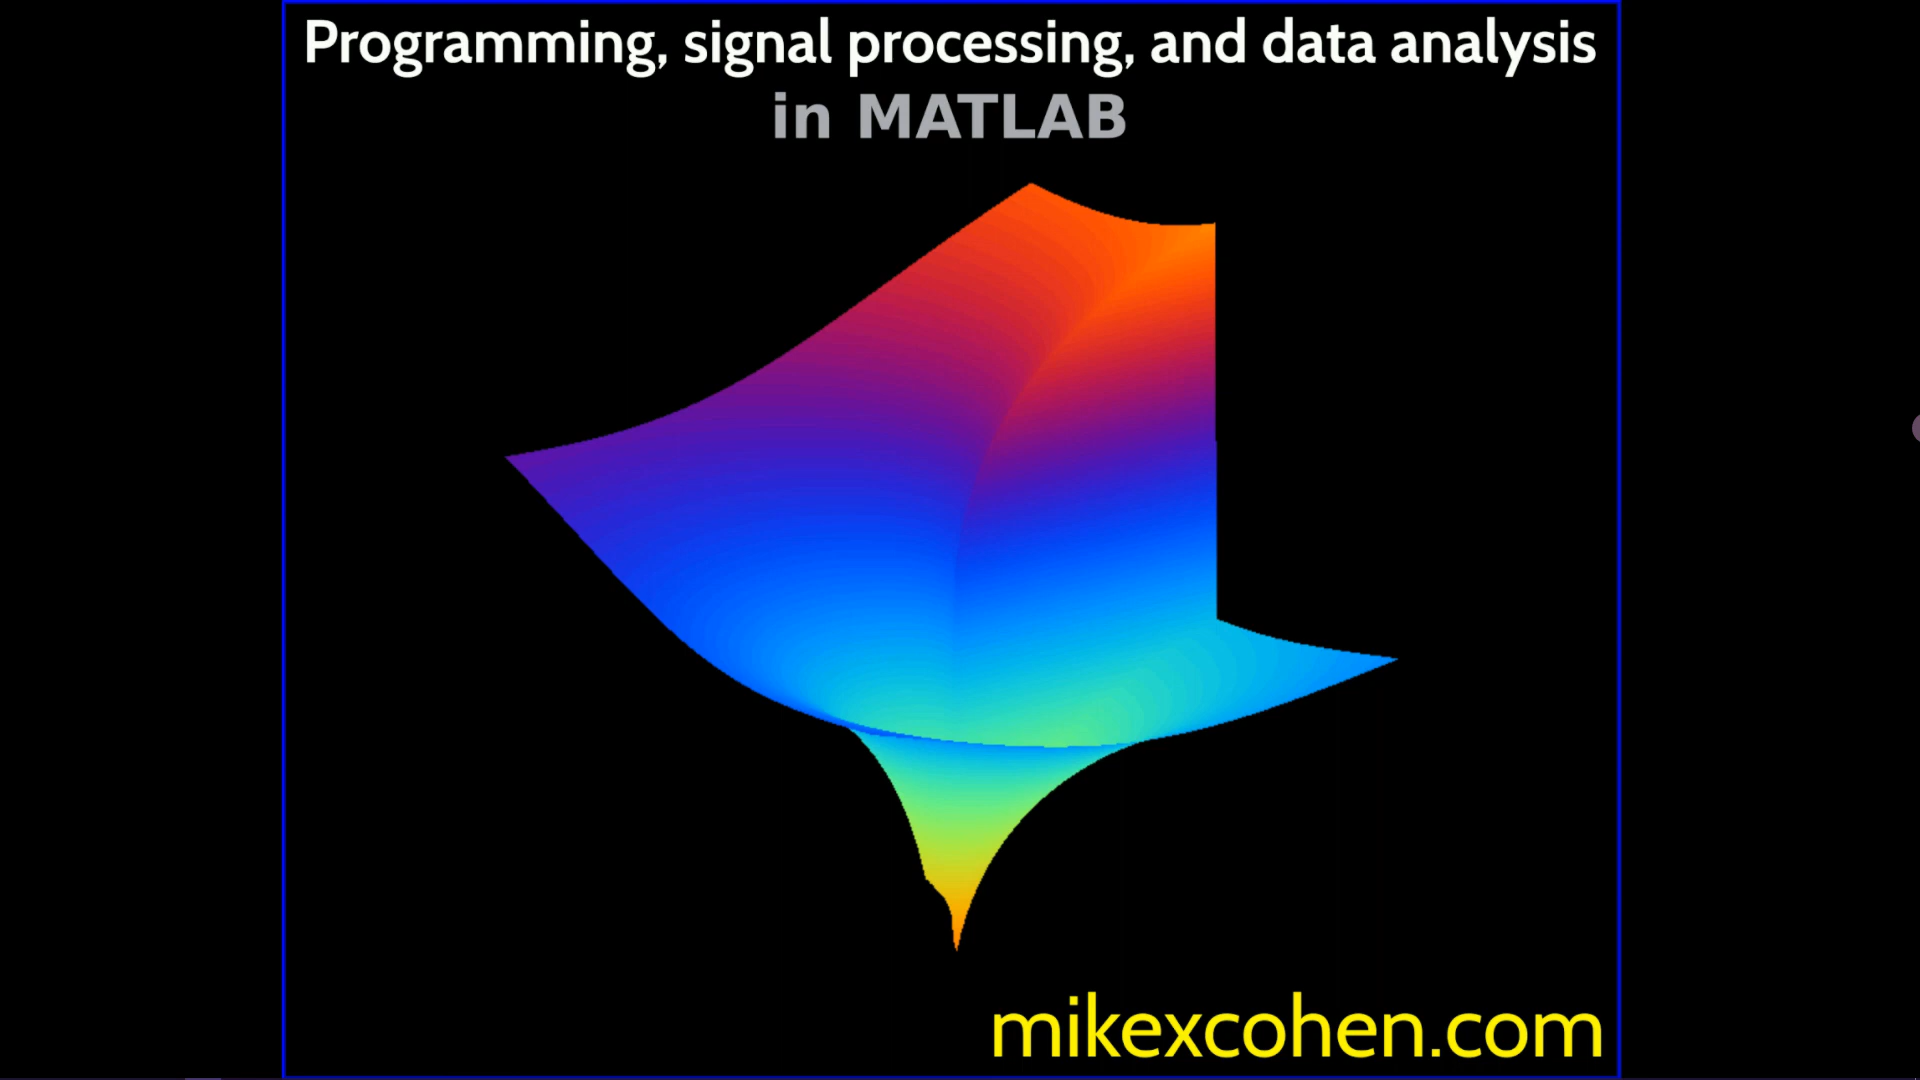 Programming, signal processing, and data analysis
in MATLAB
mikexcohen.com